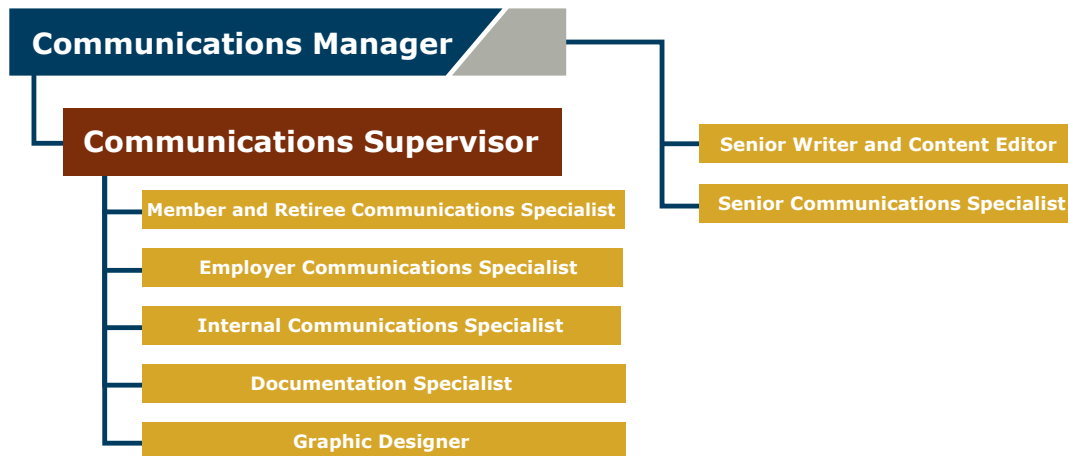 Communications Manager
Communications Supervisor
Member and Retiree Communications Specialist
Employer Communications Specialist
Internal Communications Specialist
Documentation Specialist
Graphic Designer
Senior Writer and Content Editor
Senior Communications Specialist